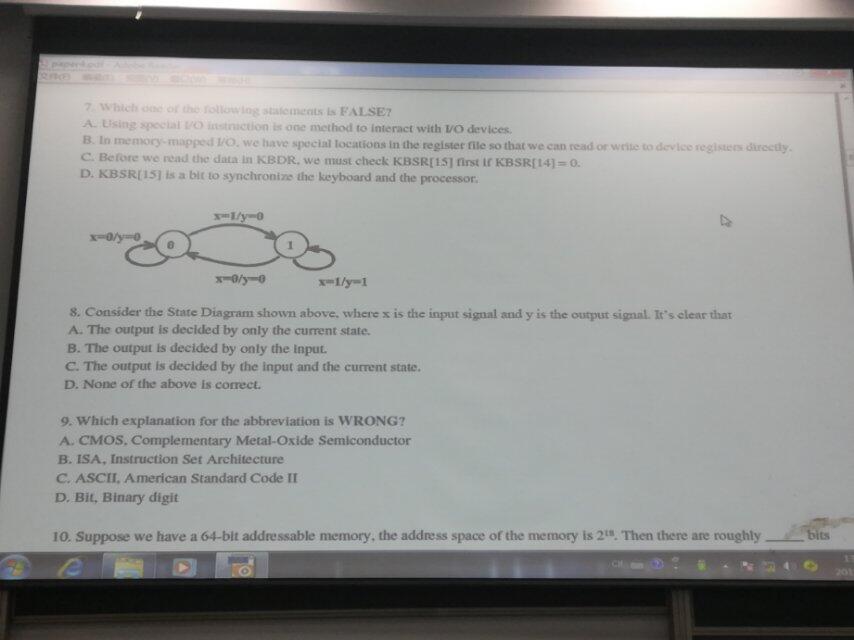 paper4.pdf - Adobe Reader
7. Which one of the following statements is FALSE?
A. Using special I/O instruction is one method to interact with I/O devices.
B. In memory-mapped I/O, we have special locations in the register file so that we can read or write to device registers directly.
C. Before we read the data in KBDR, we must check KBSR[15] first if KBSR[14] = 0.
D. KBSR[15] is a bit to synchronize the keyboard and the processor.
x=1/y=0
x=0/y=0
0
1
x=0/y=0
x=1/y=1
8. Consider the State Diagram shown above, where x is the input signal and y is the output signal. It's clear that
A. The output is decided by only the current state.
B. The output is decided by only the input.
C. The output is decided by the input and the current state.
D. None of the above is correct.
9. Which explanation for the abbreviation is WRONG?
A. CMOS, Complementary Metal-Oxide Semiconductor
B. ISA, Instruction Set Architecture
C. ASCII, American Standard Code II
D. Bit, Binary digit
10. Suppose we have a 64-bit addressable memory, the address space of the memory is 2¹⁸. Then there are roughly _____ bits
CH